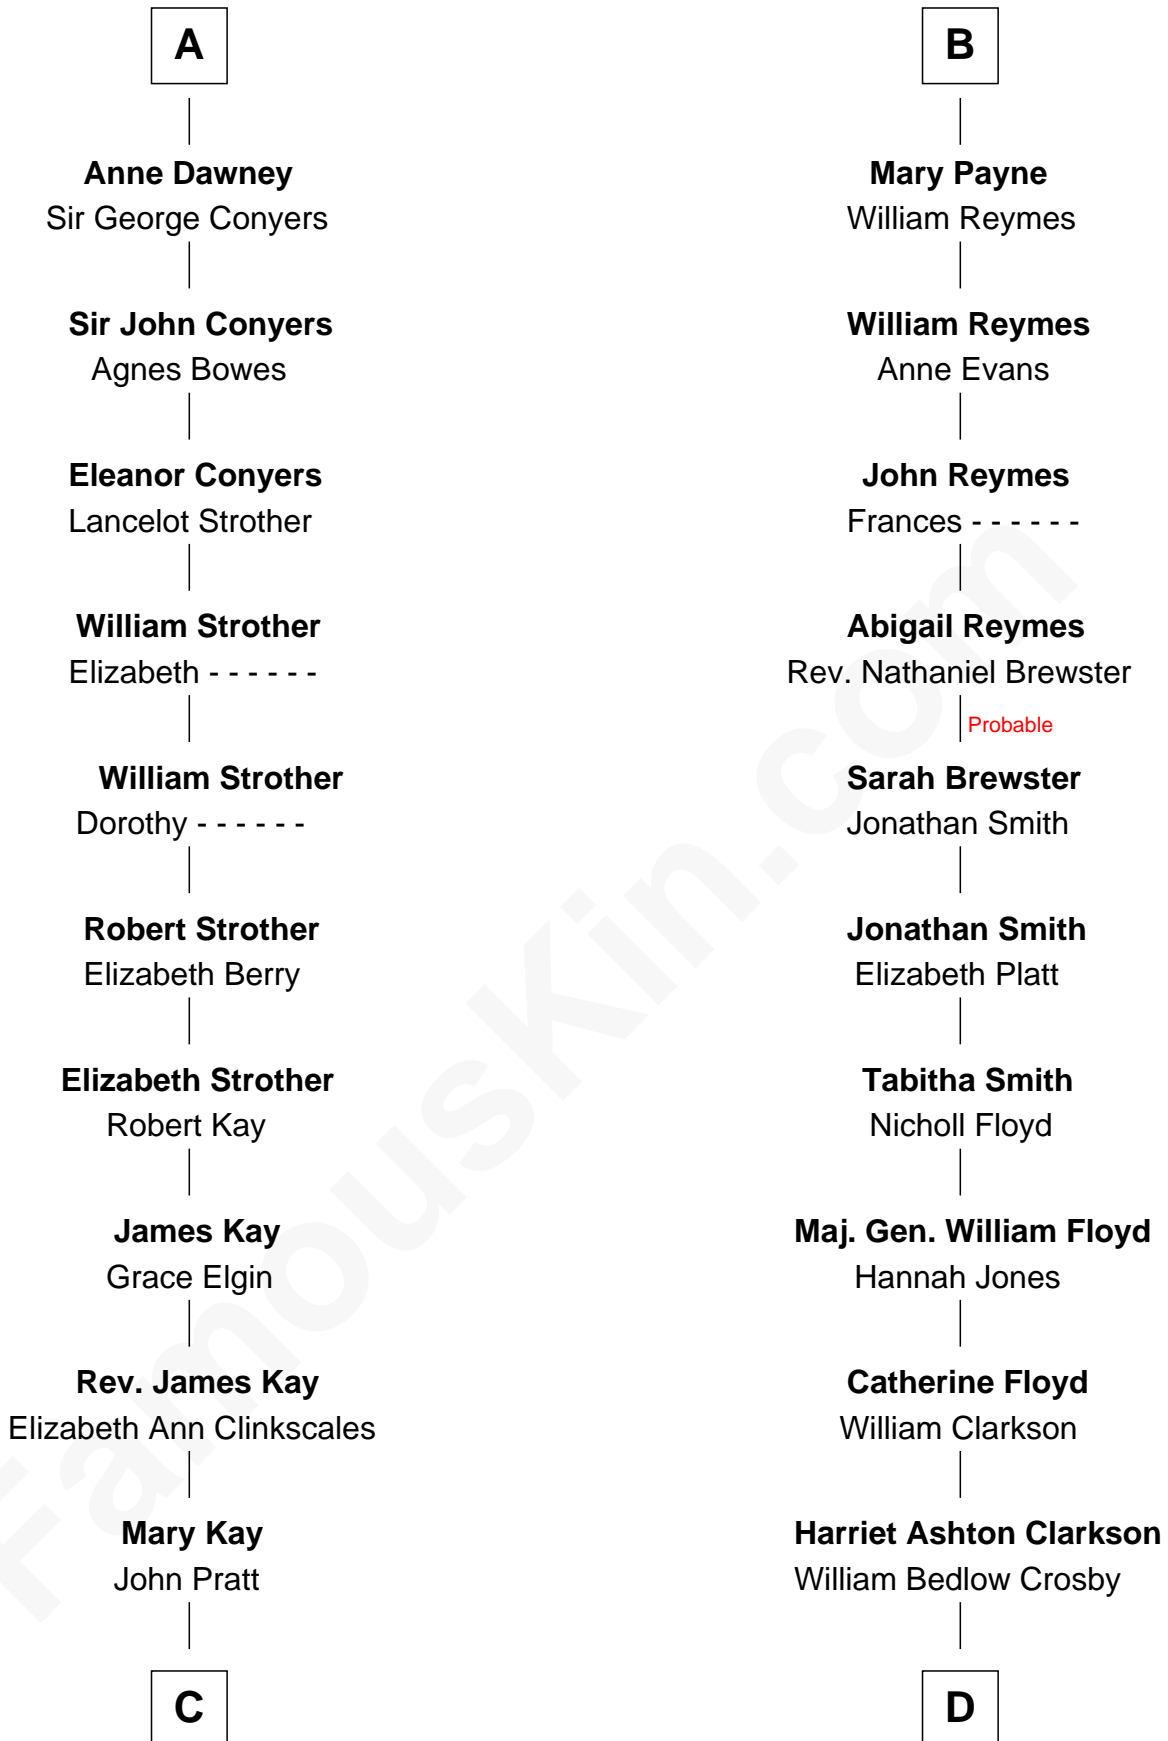 A
Anne Dawney
Sir George Conyers
Sir John Conyers
Agnes Bowes
Eleanor Conyers
Lancelot Strother
William Strother
Elizabeth - - - - - -
William Strother
Dorothy - - - - - -
Robert Strother
Elizabeth Berry
Elizabeth Strother
Robert Kay
James Kay
Grace Elgin
Rev. James Kay
Elizabeth Ann Clinkscales
Mary Kay
John Pratt
C
B
Mary Payne
William Reymes
William Reymes
Anne Evans
John Reymes
Frances - - - - - -
Abigail Reymes
Rev. Nathaniel Brewster
Probable
Sarah Brewster
Jonathan Smith
Jonathan Smith
Elizabeth Platt
Tabitha Smith
Nicholl Floyd
Maj. Gen. William Floyd
Hannah Jones
Catherine Floyd
William Clarkson
Harriet Ashton Clarkson
William Bedlow Crosby
D
FamousKin.com